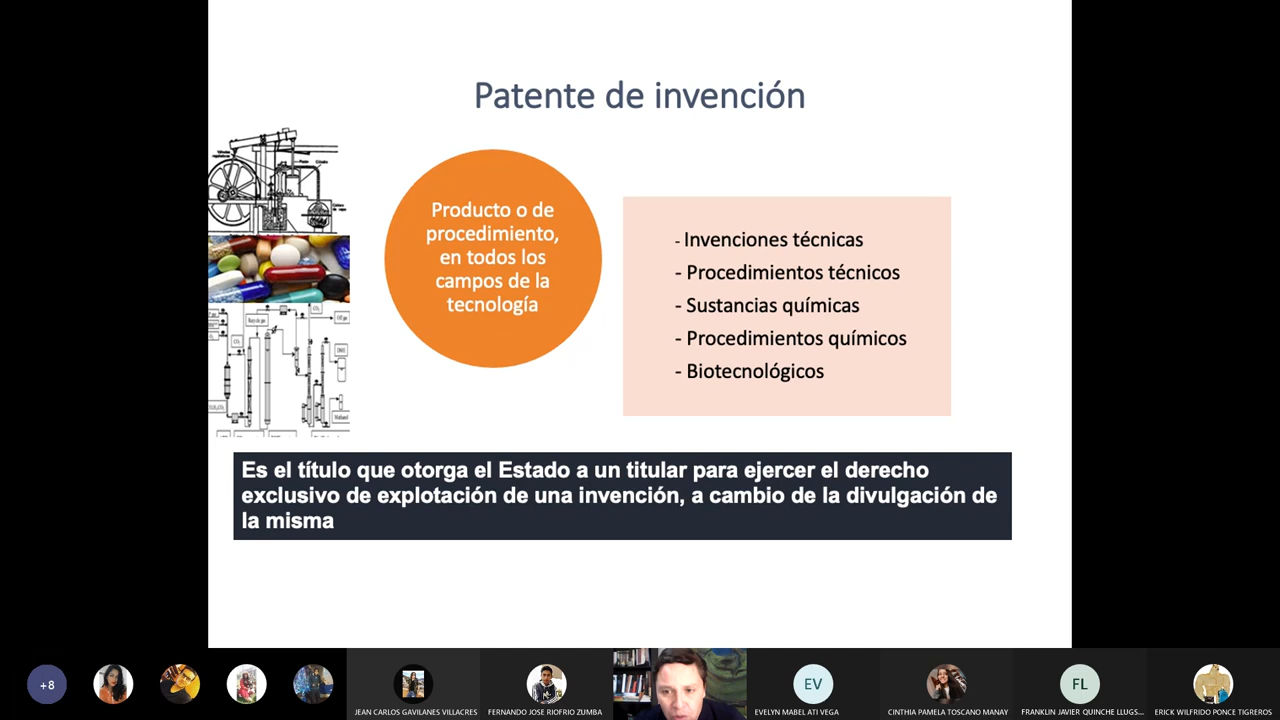 Patente de invención
Producto o de
procedimiento,
en todos los
campos de la
tecnología
- Invenciones técnicas
- Procedimientos técnicos
- Sustancias químicas
- Procedimientos químicos
- Biotecnológicos
Es el título que otorga el Estado a un titular para ejercer el derecho
exclusivo de explotación de una invención, a cambio de la divulgación de
la misma
+8
JEAN CARLOS GAVILANES VILLACRES
FERNANDO JOSE RIOFRIO ZUMBA
EV
EVELYN MABEL ATI VEGA
CINTHIA PAMELA TOSCANO MANAY
FL
FRANKLIN JAVIER QUINCHE LLUGS...
ERICK WILFRIDO PONCE TIGREROS